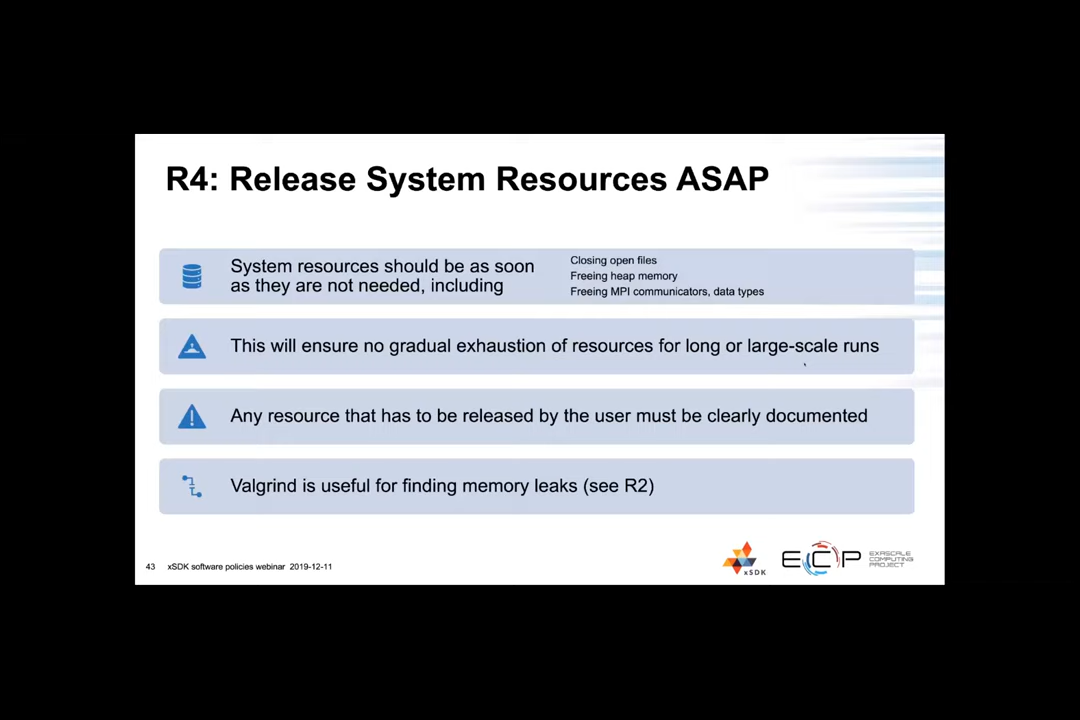 R4: Release System Resources ASAP
System resources should be as soon
as they are not needed, including
Closing open files
Freeing heap memory
Freeing MPI communicators, data types
This will ensure no gradual exhaustion of resources for long or large-scale runs
Any resource that has to be released by the user must be clearly documented
Valgrind is useful for finding memory leaks (see R2)
43 xSDK software policies webinar 2019-12-11
xSDK
ECP
EXASCALE
COMPUTING
PROJECT